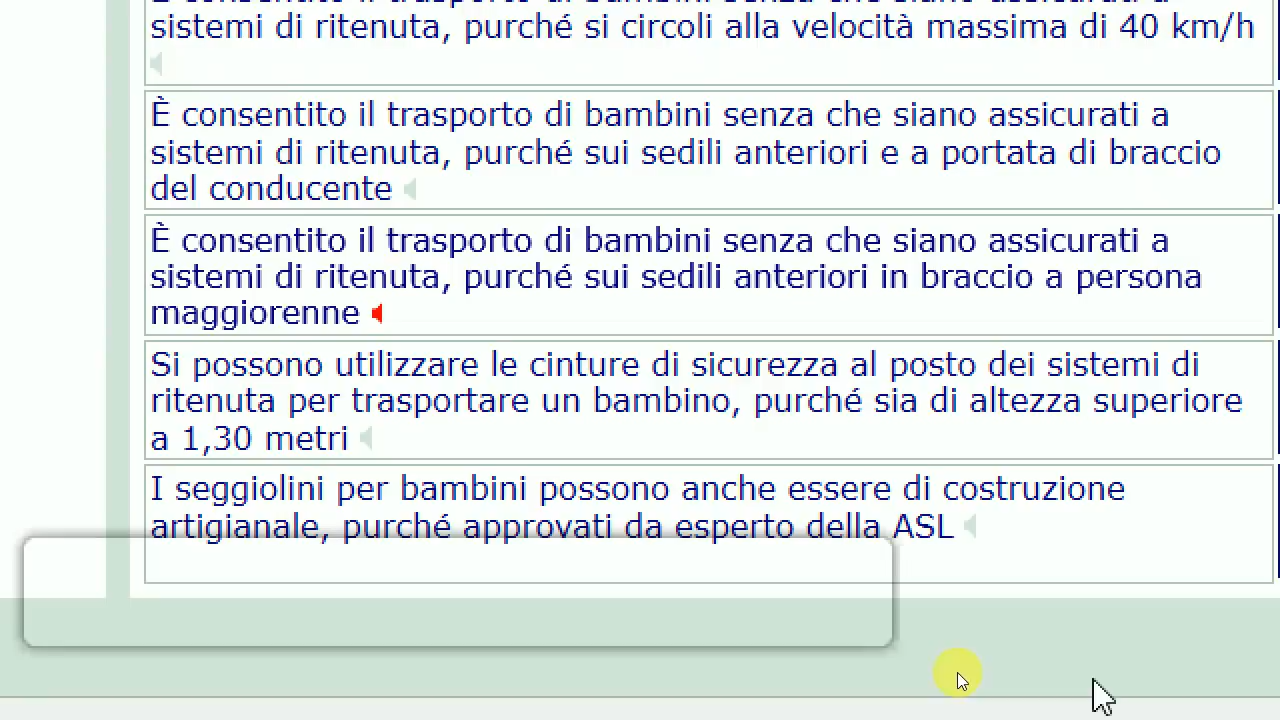 sistemi di ritenuta, purché si circoli alla velocità massima di 40 km/h
È consentito il trasporto di bambini senza che siano assicurati a
sistemi di ritenuta, purché sui sedili anteriori e a portata di braccio
del conducente
È consentito il trasporto di bambini senza che siano assicurati a
sistemi di ritenuta, purché sui sedili anteriori in braccio a persona
maggiorenne
Si possono utilizzare le cinture di sicurezza al posto dei sistemi di
ritenuta per trasportare un bambino, purché sia di altezza superiore
a 1,30 metri
I seggiolini per bambini possono anche essere di costruzione
artigianale, purché approvati da esperto della ASL